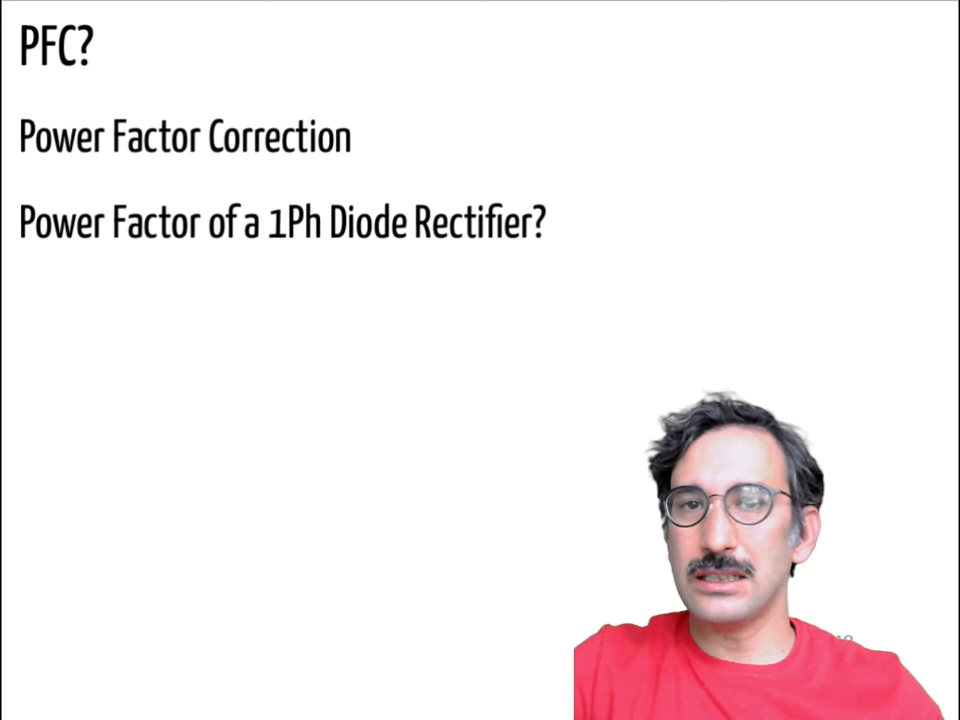 PFC?
Power Factor Correction
Power Factor of a 1Ph Diode Rectifier?